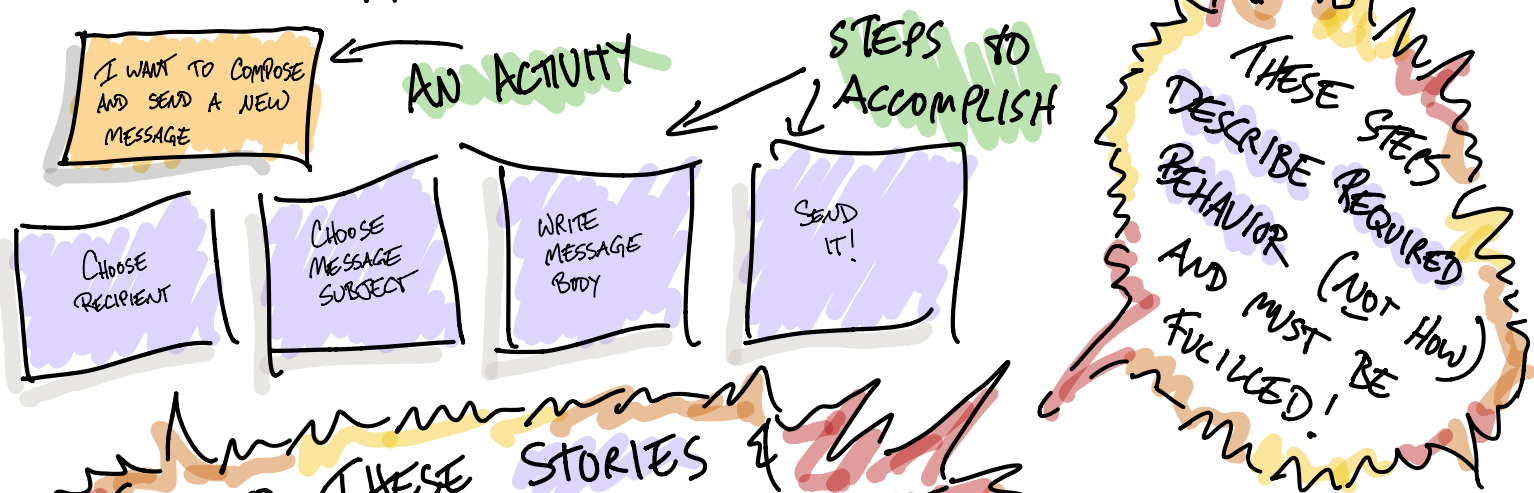 I WANT TO COMPOSE
AND SEND A NEW
MESSAGE
AN ACTIVITY
STEPS TO
ACCOMPLISH
CHOOSE
RECIPIENT
CHOOSE
MESSAGE
SUBJECT
WRITE
MESSAGE
BODY
SEND
IT!
THESE STEPS
DESCRIBE REQUIRED
BEHAVIOR (NOT HOW)
AND MUST BE
FUCILLED!
THESE STORIES